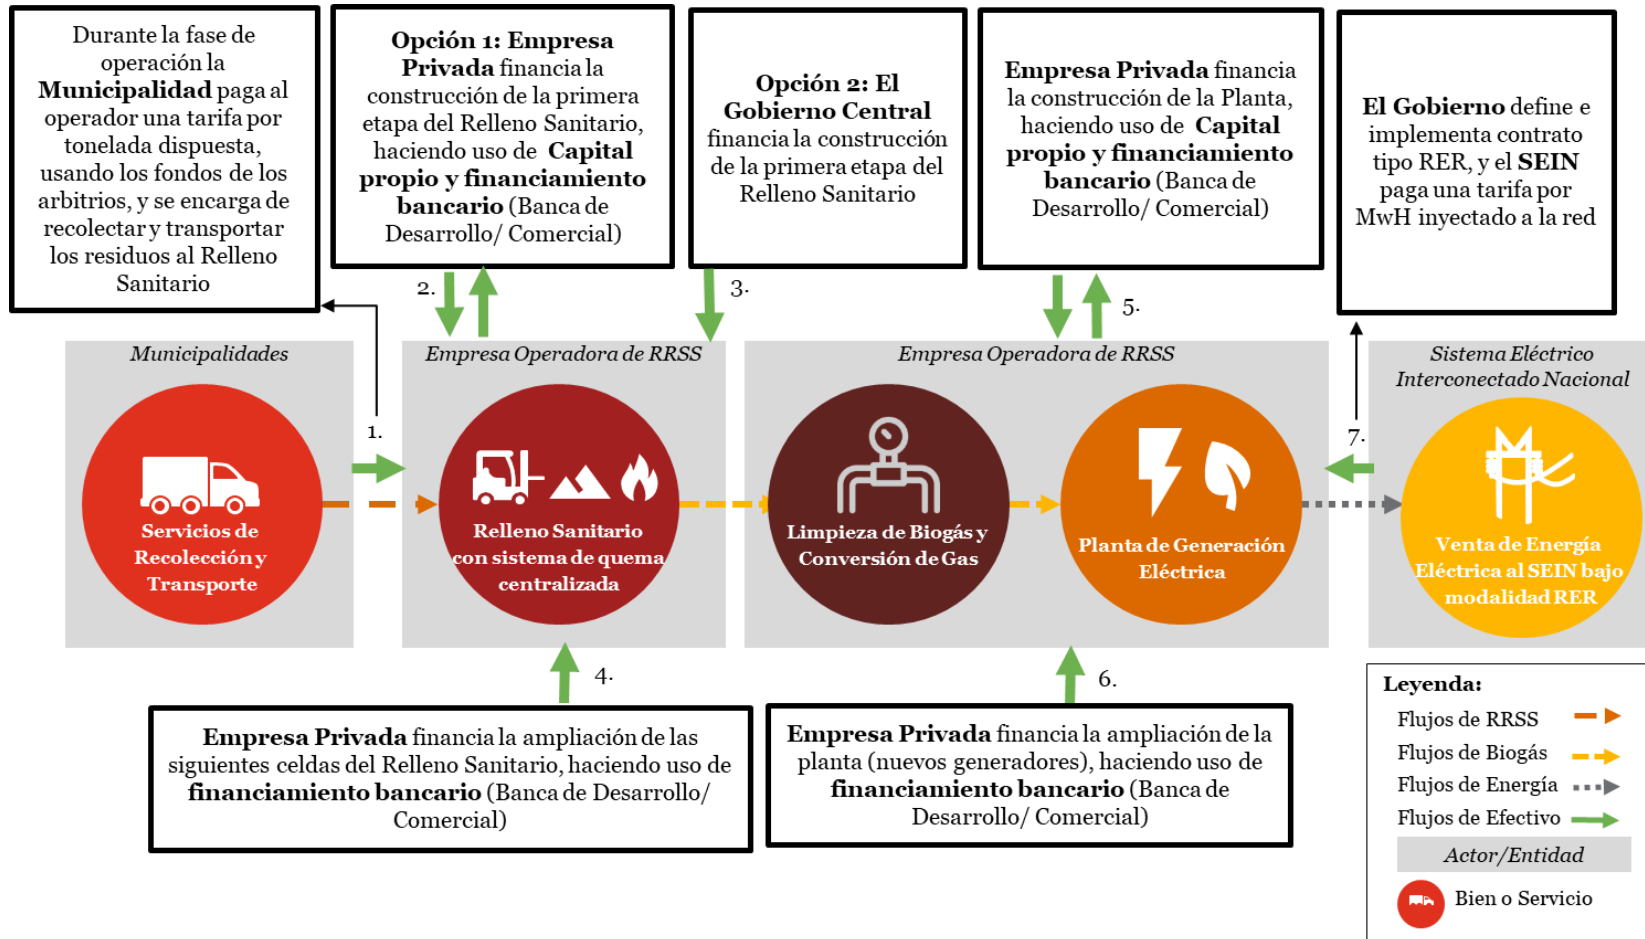 Durante la fase de
operación la
Municipalidad paga al
operador una tarifa por
tonelada dispuesta,
usando los fondos de los
arbitrios, y se encarga de
recolectar y transportar
los residuos al Relleno
Sanitario
Opción 1: Empresa
Privada financia la
construcción de la primera
etapa del Relleno Sanitario,
haciendo uso de Capital
propio y financiamiento
bancario (Banca de
Desarrollo/ Comercial)
Opción 2: El
Gobierno Central
financia la construcción
de la primera etapa del
Relleno Sanitario
Empresa Privada financia
la construcción de la Planta,
haciendo uso de Capital
propio y financiamiento
bancario (Banca de
Desarrollo/ Comercial)
El Gobierno define e
implementa contrato
tipo RER, y el SEIN
paga una tarifa por
MwH inyectado a la red
2.
3.
5.
Municipalidades
Empresa Operadora de RRSS
Empresa Operadora de RRSS
Sistema Eléctrico
Interconectado Nacional
1.
7.
Servicios de
Recolección y
Transporte
Relleno Sanitario
con sistema de quema
centralizada
Limpieza de Biogás y
Conversión de Gas
Planta de Generación
Eléctrica
Venta de Energía
Eléctrica al SEIN bajo
modalidad RER
4.
6.
Empresa Privada financia la ampliación de las
siguientes celdas del Relleno Sanitario, haciendo uso de
financiamiento bancario (Banca de Desarrollo/
Comercial)
Empresa Privada financia la ampliación de la
planta (nuevos generadores), haciendo uso de
financiamiento bancario (Banca de
Desarrollo/ Comercial)
Leyenda:
Flujos de RRSS
Flujos de Biogás
Flujos de Energía
Flujos de Efectivo
Actor/Entidad
Bien o Servicio